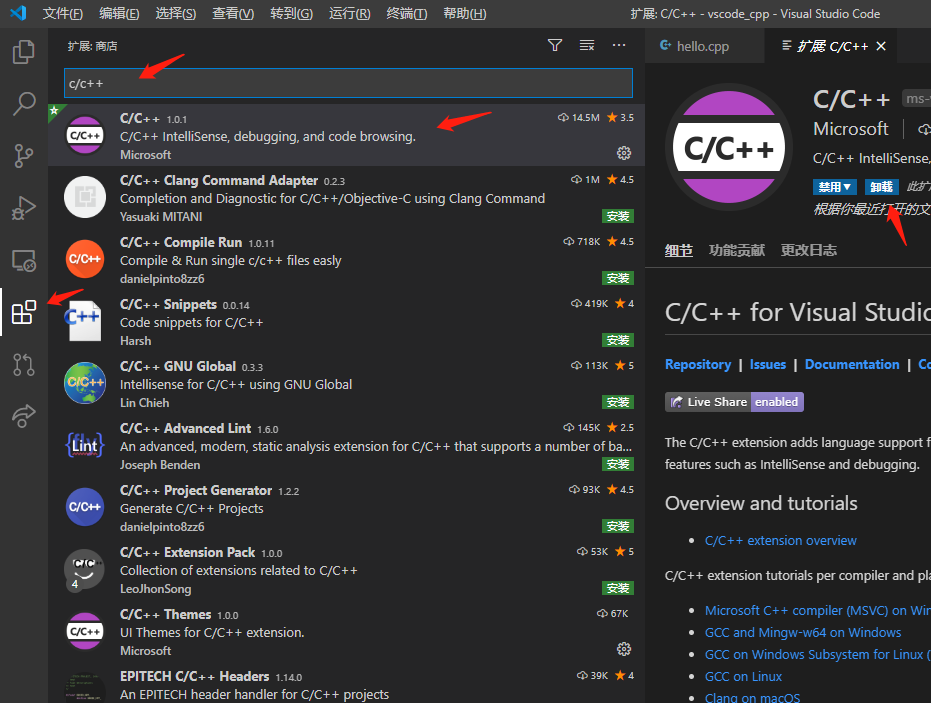 文件(F) 编辑(E) 选择(S) 查看(V) 转到(G) 运行(R) 终端(T) 帮助(H) 扩展: C/C++ - vscode_cpp - Visual Studio Code
扩展: 商店
c/c++
C/C++ 1.0.1 14.5M 3.5
C/C++ IntelliSense, debugging, and code browsing.
Microsoft
C/C++
C/C++ Clang Command Adapter 0.2.3 1M 4.5
Completion and Diagnostic for C/C++/Objective-C using Clang Command
Yasuaki MITANI 安装
C/C++ Compile Run 1.0.11 718K 4.5
Compile & Run single c/c++ files easly
danielpinto8zz6 安装
C/C++
C/C++ Snippets 0.0.14 419K 4
Code snippets for C/C++
Harsh 安装
C++
C/C++ GNU Global 0.3.3 113K 5
Intellisense for C/C++ using GNU Global
Lin Chieh 安装
C/C++
C/C++ Advanced Lint 1.6.0 145K 2.5
An advanced, modern, static analysis extension for C/C++ that supports a number of ba...
Joseph Benden 安装
{flxy}
Lint
C/C++ Project Generator 1.2.2 93K 4.5
Generate C/C++ Projects
danielpinto8zz6 安装
C/C++
C/C++ Extension Pack 1.0.0 53K 5
Collection of extensions related to C/C++
LeoJhonSong 安装
C/C++
4
C/C++ Themes 1.0.0 67K
UI Themes for C/C++ extension.
Microsoft
C/C++
EPITECH C/C++ Headers 1.14.0 39K 4
An EPITECH header handler for C/C++ projects
hello.cpp 扩展: C/C++
C/C++
C/C++ ms-
Microsoft
C/C++ IntelliSense,
禁用 卸载 此扩
根据你最近打开的文
细节 功能贡献 更改日志
C/C++ for Visual Studio
Repository | Issues | Documentation |
Live Share enabled
The C/C++ extension adds language support f
features such as IntelliSense and debugging.
Overview and tutorials
C/C++ extension overview
C/C++ extension tutorials per compiler and pla
Microsoft C++ compiler (MSVC) on Win
GCC and Mingw-w64 on Windows
GCC on Windows Subsystem for Linux (
GCC on Linux
Clang on macOS